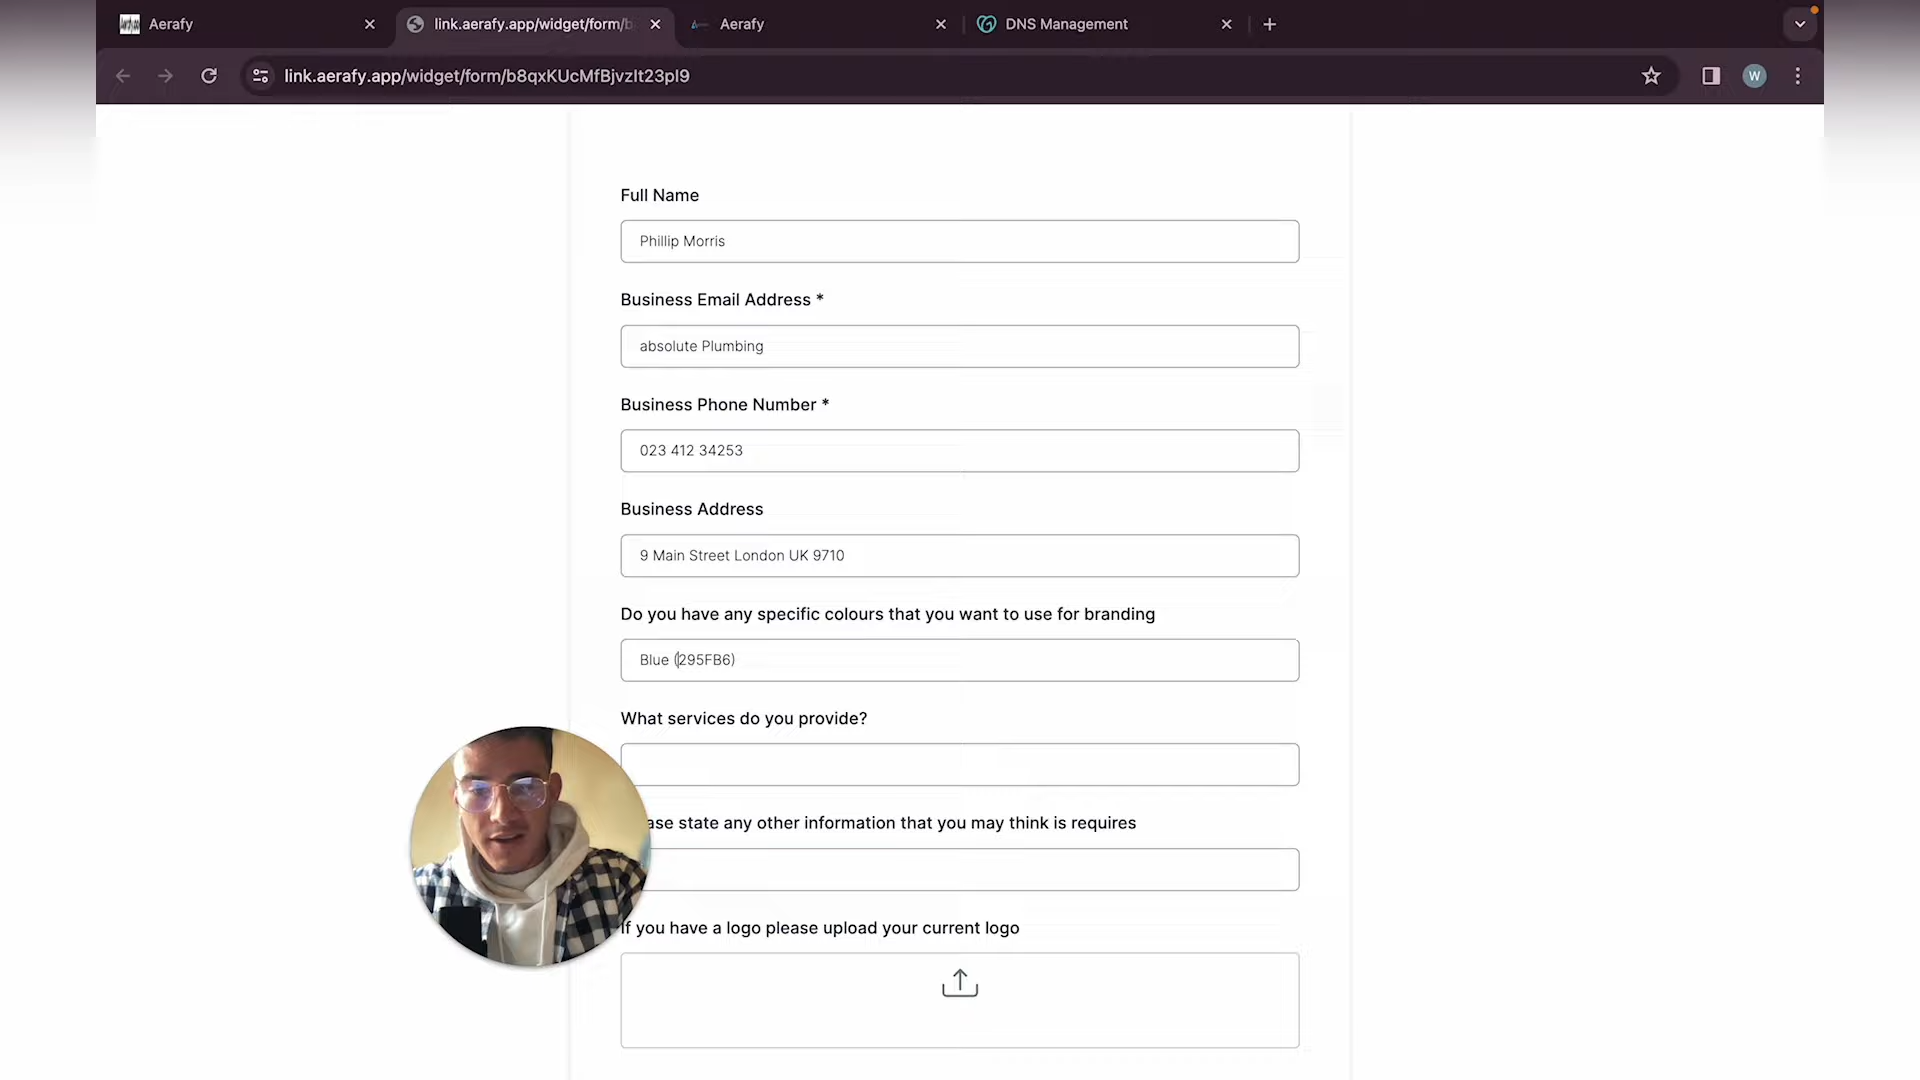 Aerafy
link.aerafy.app/widget/form/b
Aerafy
DNS Management
link.aerafy.app/widget/form/b8qxKUcMfBjvzIt23pI9
W
Full Name
Phillip Morris
Business Email Address *
absolute Plumbing
Business Phone Number *
023 412 34253
Business Address
9 Main Street London UK 9710
Do you have any specific colours that you want to use for branding
Blue (295FB6)
What services do you provide?
ase state any other information that you may think is requires
If you have a logo please upload your current logo